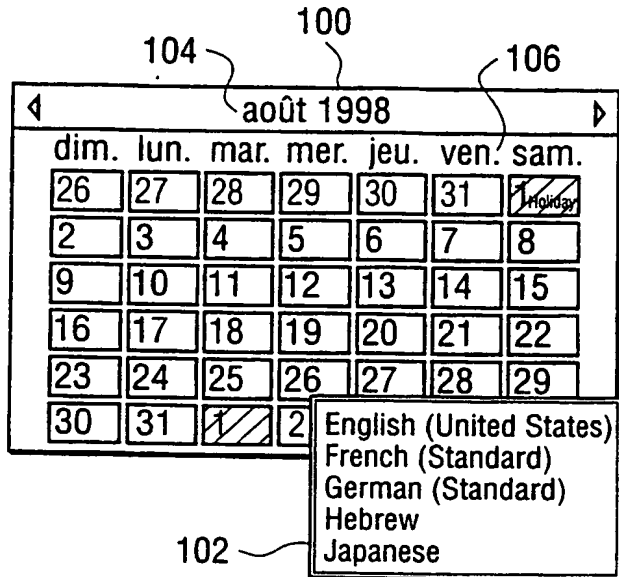 100
104
106
août 1998
dim. lun. mar. mer. jeu. ven. sam.
26 27 28 29 30 31 1 Holiday
2 3 4 5 6 7 8
9 10 11 12 13 14 15
16 17 18 19 20 21 22
23 24 25 26 27 28 29
30 31 1 2
English (United States)
French (Standard)
German (Standard)
Hebrew
Japanese
102